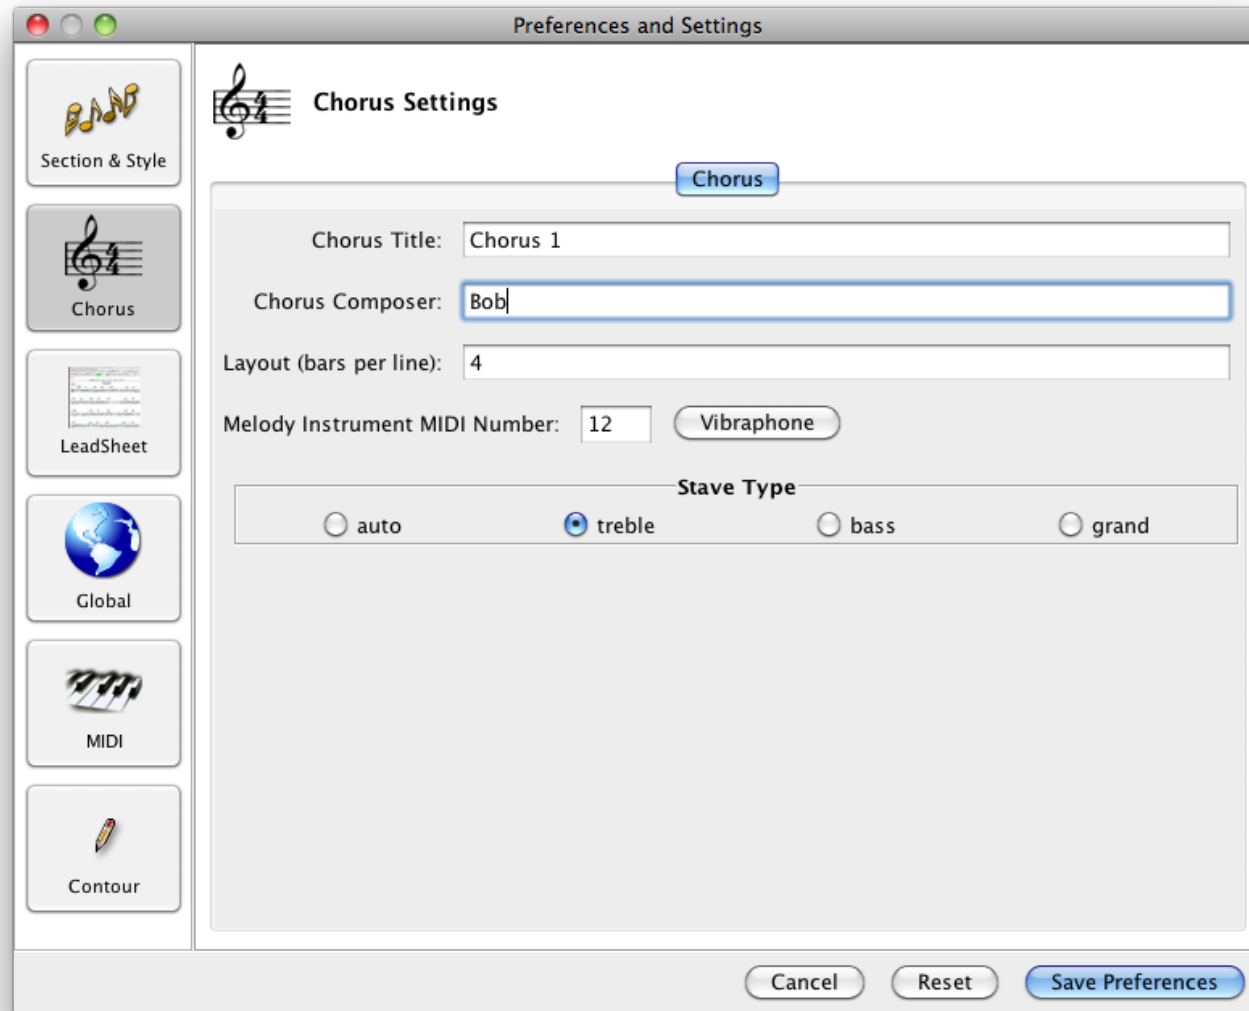 Preferences and Settings
Section & Style
Chorus
LeadSheet
Global
MIDI
Contour
Chorus Settings
Chorus
Chorus Title: Chorus 1
Chorus Composer: Bob
Layout (bars per line): 4
Melody Instrument MIDI Number: 12 Vibraphone
Stave Type
auto treble bass grand
Cancel Reset Save Preferences